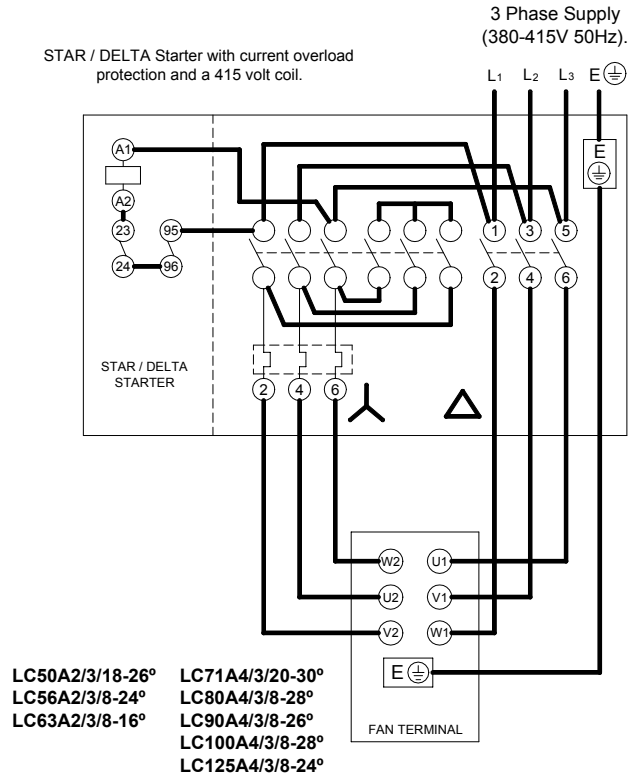 3 Phase Supply
(380-415V 50Hz).
STAR / DELTA Starter with current overload
protection and a 415 volt coil.
L1 L2 L3 E
A1
E
A2
23 95 1 3 5
24 96 2 4 6
STAR / DELTA
STARTER
2 4 6
W2 U1
U2 V1
V2 W1
E
FAN TERMINAL
LC50A2/3/18-26º LC71A4/3/20-30º
LC56A2/3/8-24º LC80A4/3/8-28º
LC63A2/3/8-16º LC90A4/3/8-26º
LC100A4/3/8-28º
LC125A4/3/8-24º